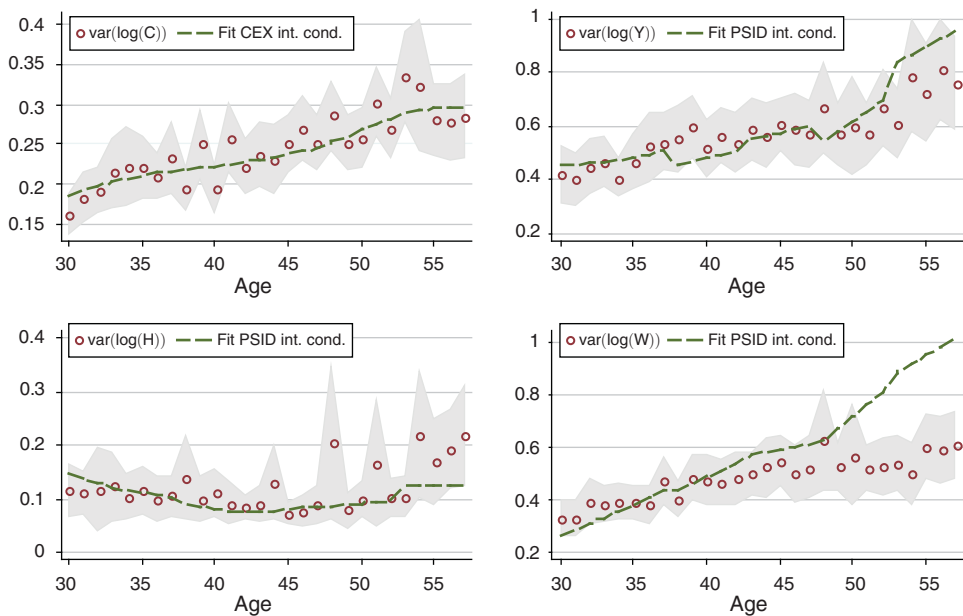 var(log(C)) Fit CEX int. cond.
0.4
0.3
0.25
0.2
0.15
30 35 40 45 50 55
Age
var(log(Y)) Fit PSID int. cond.
1
0.8
0.6
0.4
0.2
30 35 40 45 50 55
Age
var(log(H)) Fit PSID int. cond.
0.4
0.3
0.2
0.1
0
30 35 40 45 50 55
Age
var(log(W)) Fit PSID int. cond.
1
0.8
0.6
0.4
0.2
30 35 40 45 50 55
Age